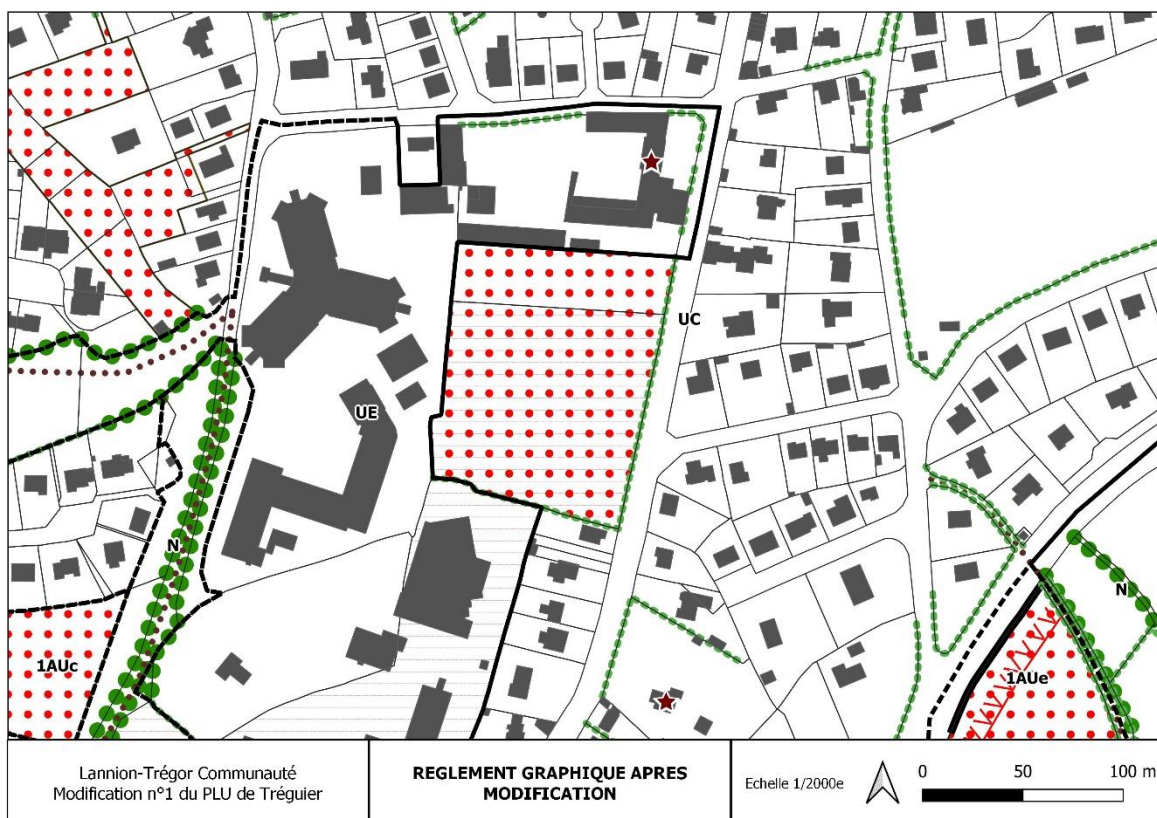 UC
UE
N
N
1AUc
1AUe
Lannion-Trégor Communauté
Modification n°1 du PLU de Tréguier
REGLEMENT GRAPHIQUE APRES
MODIFICATION
Echelle 1/2000e
0 50 100 m